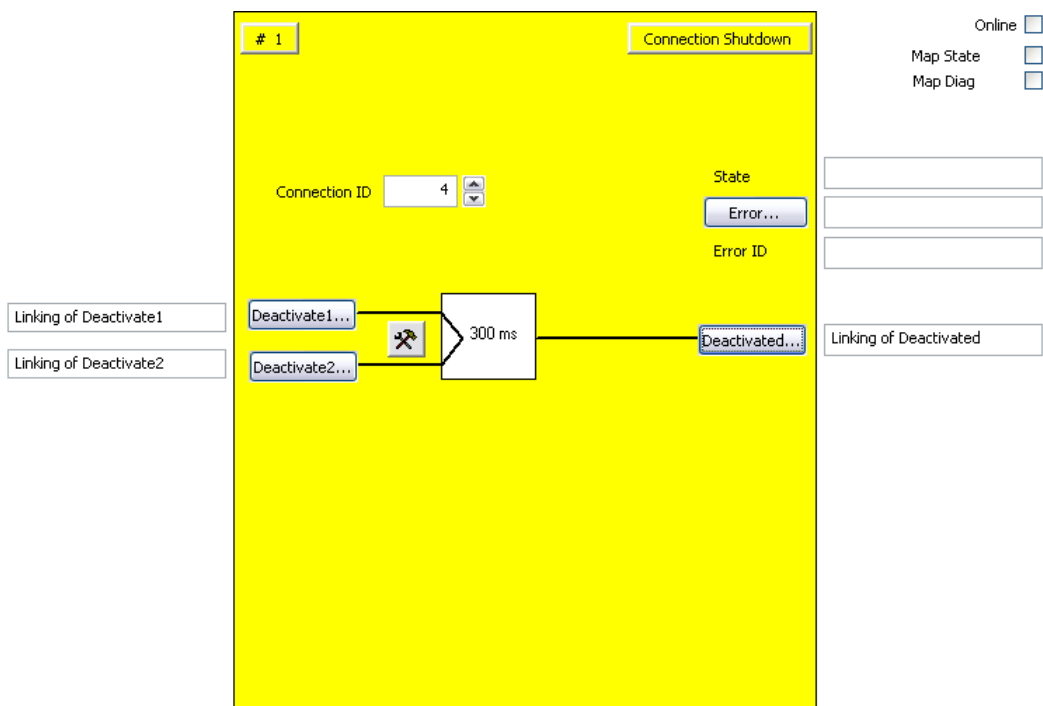 # 1
Connection Shutdown
Online
Map State
Map Diag
Connection ID 4
State
Error...
Error ID
Linking of Deactivate1
Deactivate1...
300 ms
Deactivated...
Linking of Deactivated
Linking of Deactivate2
Deactivate2...